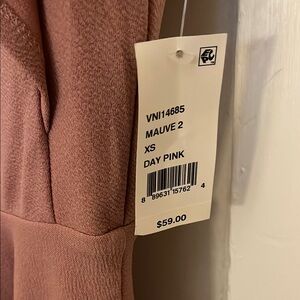 VNI14685
MAUVE 2
XS
DAY PINK
8 89631 15762 4
$59.00